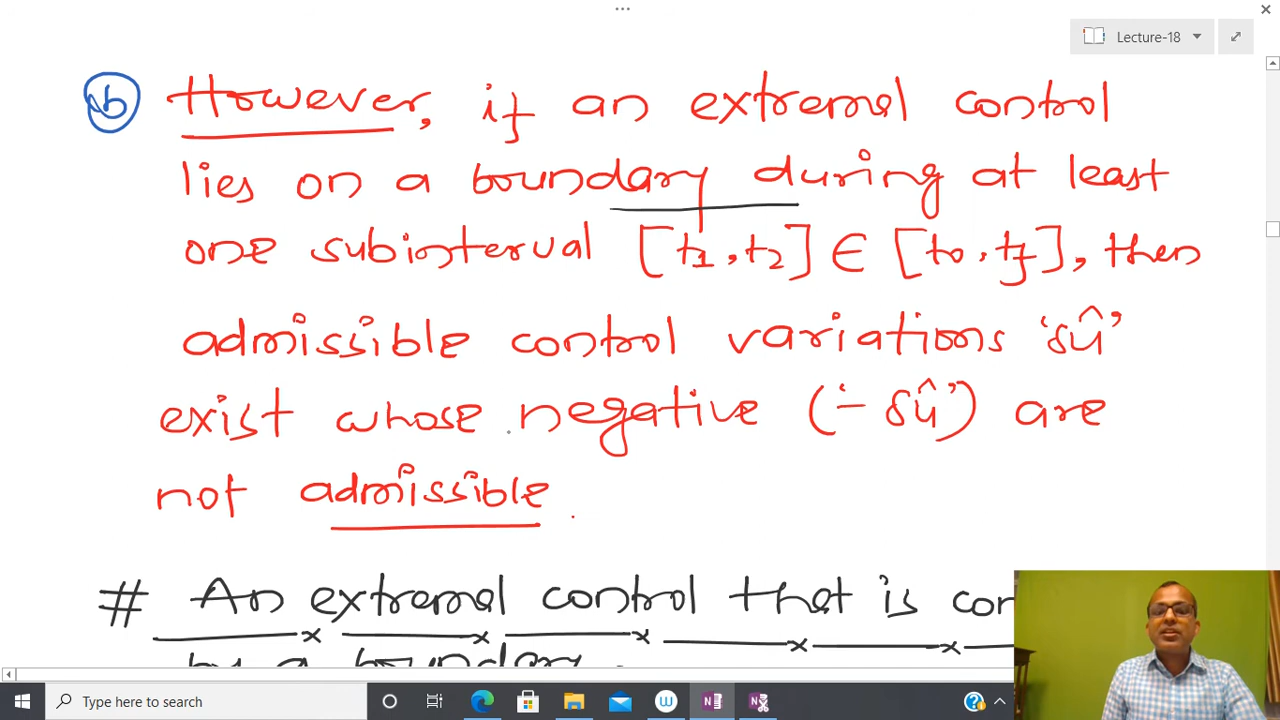 Lecture-18
b However, if an extremal control
lies on a boundary during at least
one subinterval [t1, t2] ∈ [t0, tf], then
admissible control variations 'δû'
exist whose negative ('-δû') are
not admissible.
# An extremal control that is con
by a boundary.
Type here to search